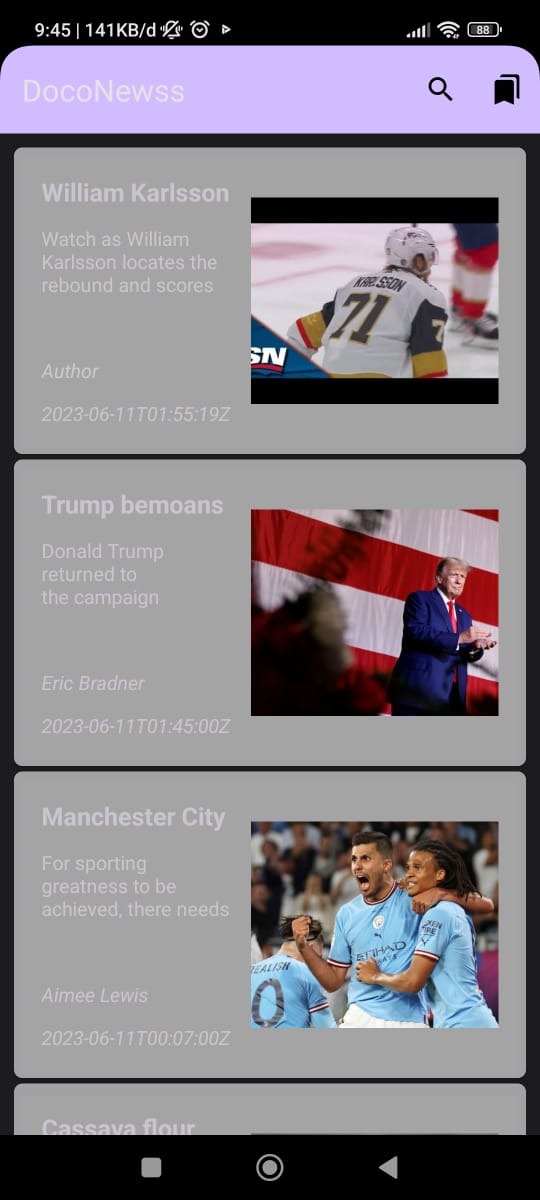 9:45 | 141KB/d
88
DocoNewss
William Karlsson
Watch as William
Karlsson locates the
rebound and scores
Author
2023-06-11T01:55:19Z
KARLSSON
71
SN
Trump bemoans
Donald Trump
returned to
the campaign
Eric Bradner
2023-06-11T01:45:00Z
Manchester City
For sporting
greatness to be
achieved, there needs
Aimee Lewis
2023-06-11T00:07:00Z
EALISH
0
ETIHAD
Cassava flour